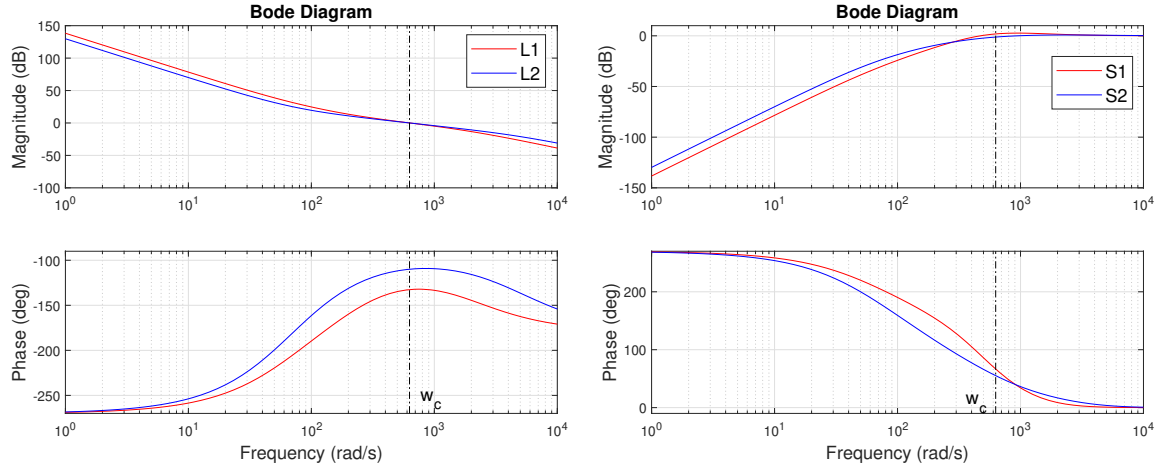 Bode Diagram
Magnitude (dB)
150
100
50
0
-50
-100
L1
L2
10^0
10^1
10^2
10^3
10^4
Phase (deg)
-100
-150
-200
-250
w_c
10^0
10^1
10^2
10^3
10^4
Frequency (rad/s)
Bode Diagram
Magnitude (dB)
0
-50
-100
-150
S1
S2
10^0
10^1
10^2
10^3
10^4
Phase (deg)
200
100
0
w_c
10^0
10^1
10^2
10^3
10^4
Frequency (rad/s)